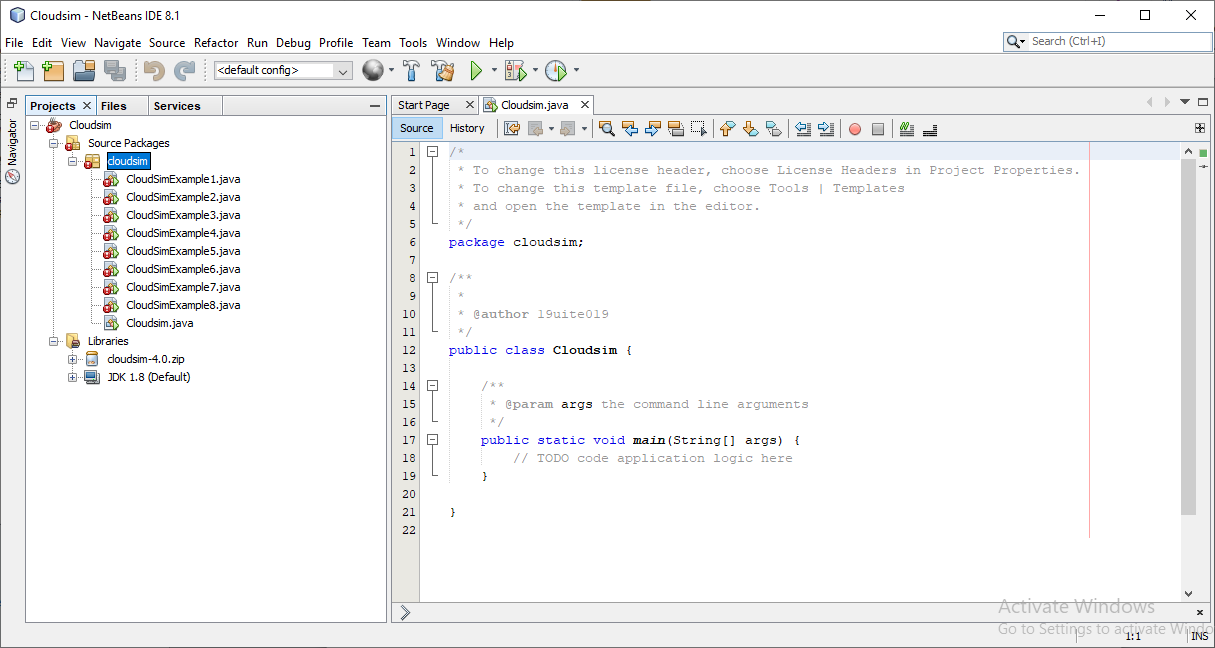 Cloudsim - NetBeans IDE 8.1
File Edit View Navigate Source Refactor Run Debug Profile Team Tools Window Help
Search (Ctrl+I)
<default config>
Navigator
Projects Files Services
Cloudsim
Source Packages
cloudsim
CloudSimExample1.java
CloudSimExample2.java
CloudSimExample3.java
CloudSimExample4.java
CloudSimExample5.java
CloudSimExample6.java
CloudSimExample7.java
CloudSimExample8.java
Cloudsim.java
Libraries
cloudsim-4.0.zip
JDK 1.8 (Default)
Start Page Cloudsim.java
Source History
1 /*
2 * To change this license header, choose License Headers in Project Properties.
3 * To change this template file, choose Tools | Templates
4 * and open the template in the editor.
5 */
6 package cloudsim;
7
8 /**
9 *
10 * @author 19uite019
11 */
12 public class Cloudsim {
13
14 /**
15 * @param args the command line arguments
16 */
17 public static void main(String[] args) {
18 // TODO code application logic here
19 }
20
21 }
22
Activate Windows
Go to Settings to activate Windo
1:1 INS